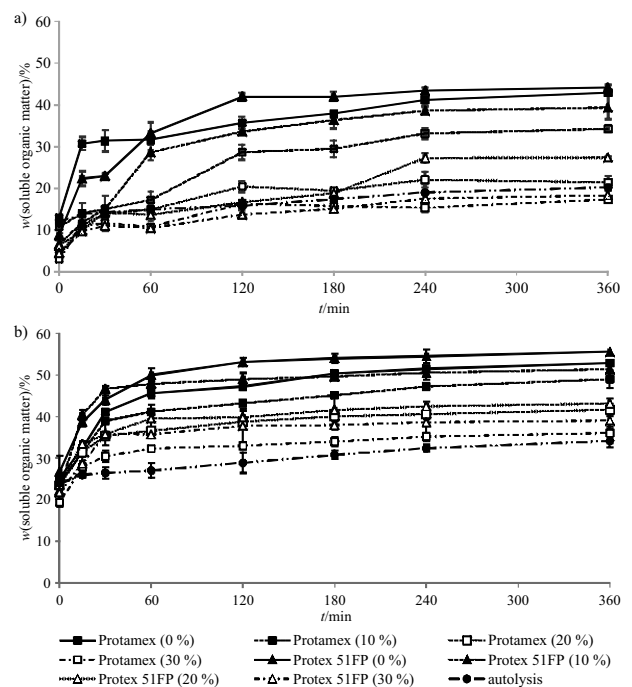 a)
60
50
40
30
20
10
0
w(soluble organic matter)/%
0 60 120 180 240 300 360
t/min
b)
60
50
40
30
20
10
0
w(soluble organic matter)/%
0 60 120 180 240 300 360
t/min
Protamex (0 %) Protamex (10 %) Protamex (20 %)
Protamex (30 %) Protex 51FP (0 %) Protex 51FP (10 %)
Protex 51FP (20 %) Protex 51FP (30 %) autolysis